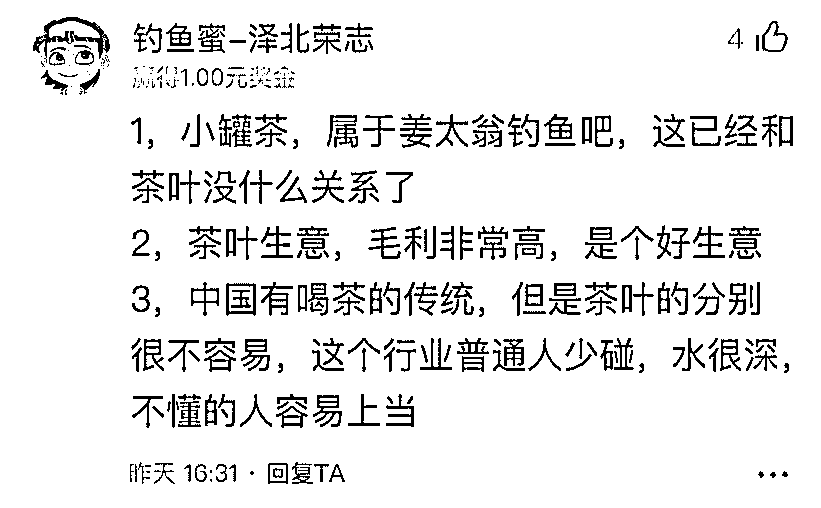 钓鱼蜜-泽北荣志
4
赢得1.00元奖金
1，小罐茶，属于姜太翁钓鱼吧，这已经和
茶叶没什么关系了
2，茶叶生意，毛利非常高，是个好生意
3，中国有喝茶的传统，但是茶叶的分别
很不容易，这个行业普通人少碰，水很深，
不懂的人容易上当
昨天 16:31 · 回复TA